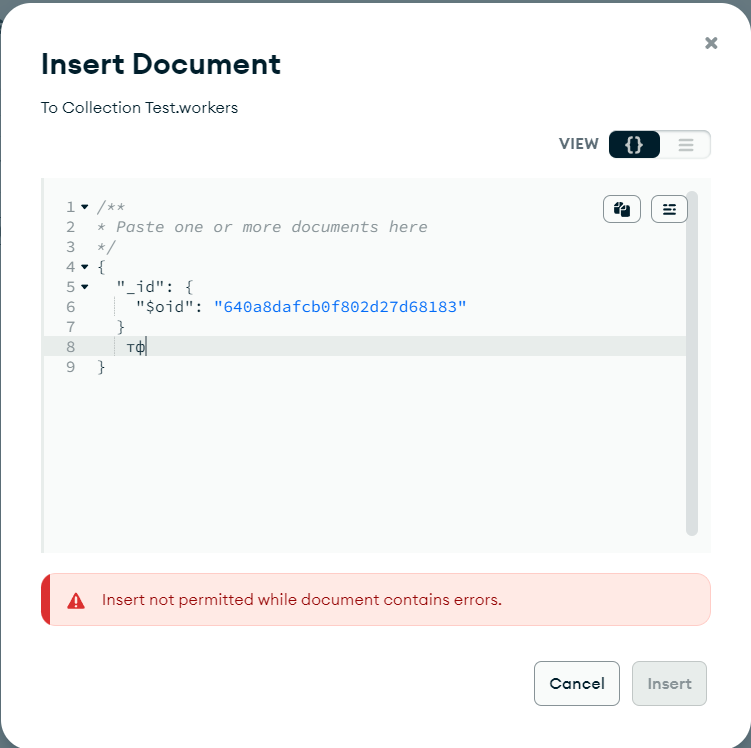 Insert Document
To Collection Test.workers
VIEW {}
1 /**
2 * Paste one or more documents here
3 */
4 {
5 "_id": {
6 "$oid": "640a8dafcb0f802d27d68183"
7 }
8 тф
9 }
Insert not permitted while document contains errors.
Cancel Insert